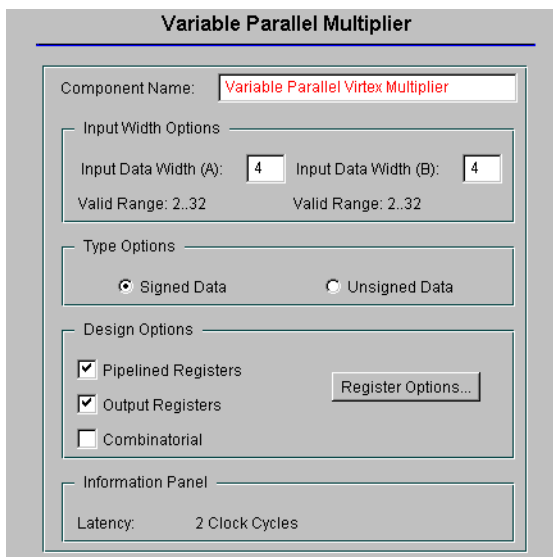 Variable Parallel Multiplier
Component Name: Variable Parallel Virtex Multiplier
Input Width Options
Input Data Width (A): 4 Input Data Width (B): 4
Valid Range: 2..32 Valid Range: 2..32
Type Options
Signed Data Unsigned Data
Design Options
Pipelined Registers
Register Options...
Output Registers
Combinatorial
Information Panel
Latency: 2 Clock Cycles